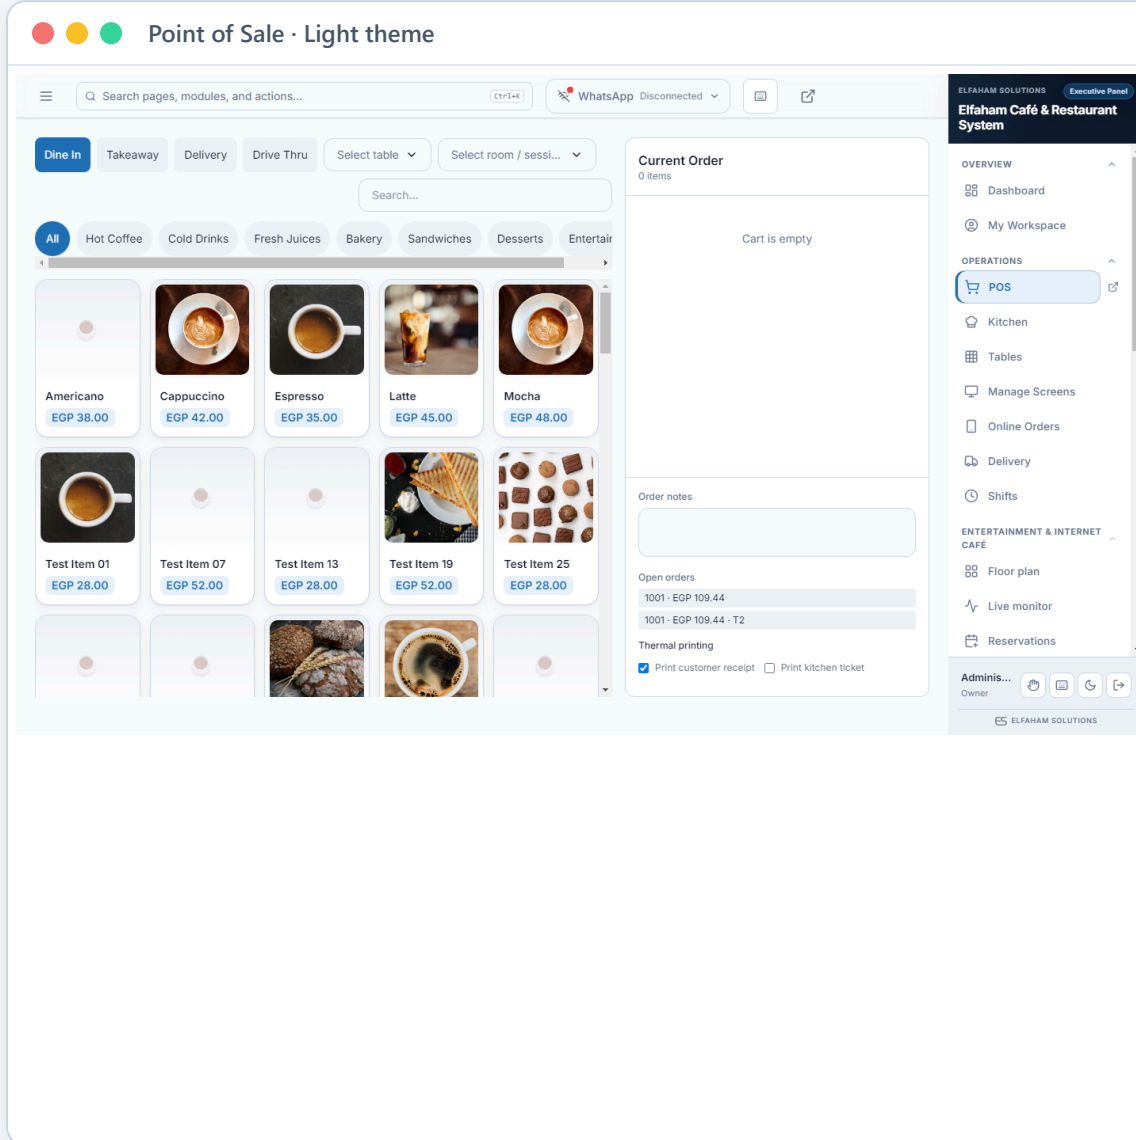 Point of Sale · Light theme
Search pages, modules, and actions...
Ctrl+K
WhatsApp Disconnected
Dine In
Takeaway
Delivery
Drive Thru
Select table
Select room / sessi...
Search...
All
Hot Coffee
Cold Drinks
Fresh Juices
Bakery
Sandwiches
Desserts
Entertair
Americano
EGP 38.00
Cappuccino
EGP 42.00
Espresso
EGP 35.00
Latte
EGP 45.00
Mocha
EGP 48.00
Test Item 01
EGP 28.00
Test Item 07
EGP 52.00
Test Item 13
EGP 28.00
Test Item 19
EGP 52.00
Test Item 25
EGP 28.00
Current Order
0 items
Cart is empty
Order notes
Open orders
1001 · EGP 109.44
1001 · EGP 109.44 · T2
Thermal printing
Print customer receipt
Print kitchen ticket
ELFAHAM SOLUTIONS
Executive Panel
Elfaham Café & Restaurant
System
OVERVIEW
Dashboard
My Workspace
OPERATIONS
POS
Kitchen
Tables
Manage Screens
Online Orders
Delivery
Shifts
ENTERTAINMENT & INTERNET
CAFÉ
Floor plan
Live monitor
Reservations
Adminis...
Owner
ES ELFAHAM SOLUTIONS